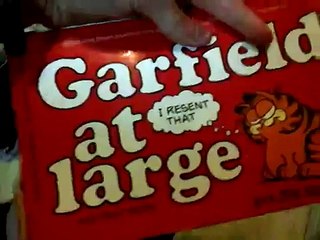 Garfield
at
large
I RESENT
THAT